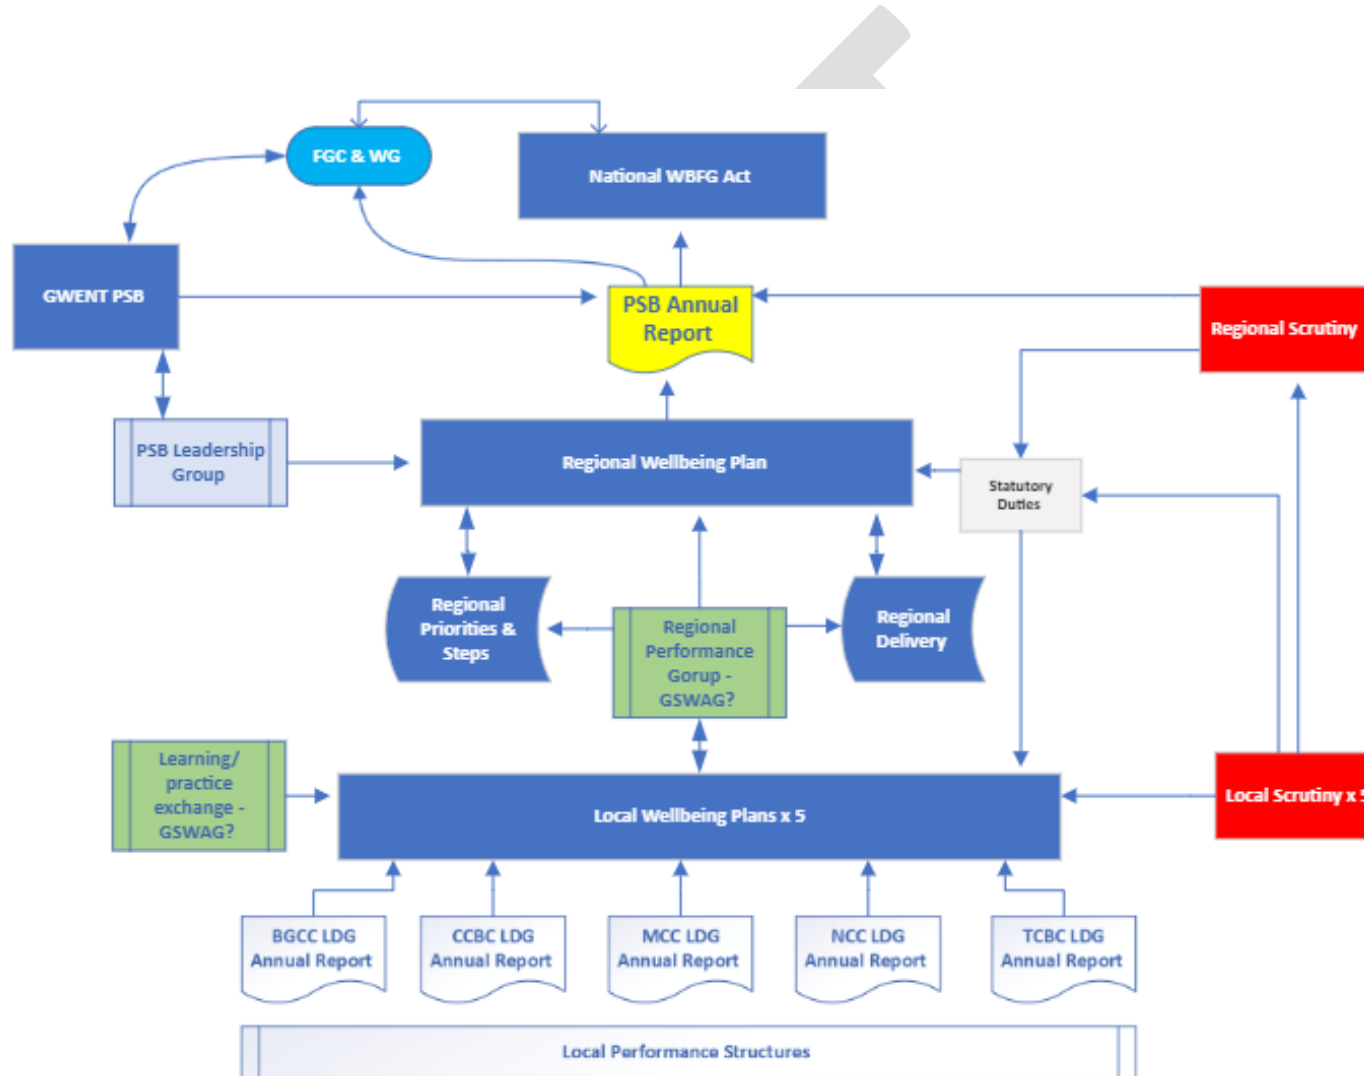 FGC & WG
National WBFG Act
GWENT PSB
PSB Annual
Report
Regional Scrutiny
PSB Leadership
Group
Regional Wellbeing Plan
Statutory
Duties
Regional
Priorities &
Steps
Regional
Performance
Gorup -
GSWAG?
Regional
Delivery
Learning/
practice
exchange -
GSWAG?
Local Wellbeing Plans x 5
Local Scrutiny x 5
BGCC LDG
Annual Report
CCBC LDG
Annual Report
MCC LDG
Annual Report
NCC LDG
Annual Report
TCBC LDG
Annual Report
Local Performance Structures